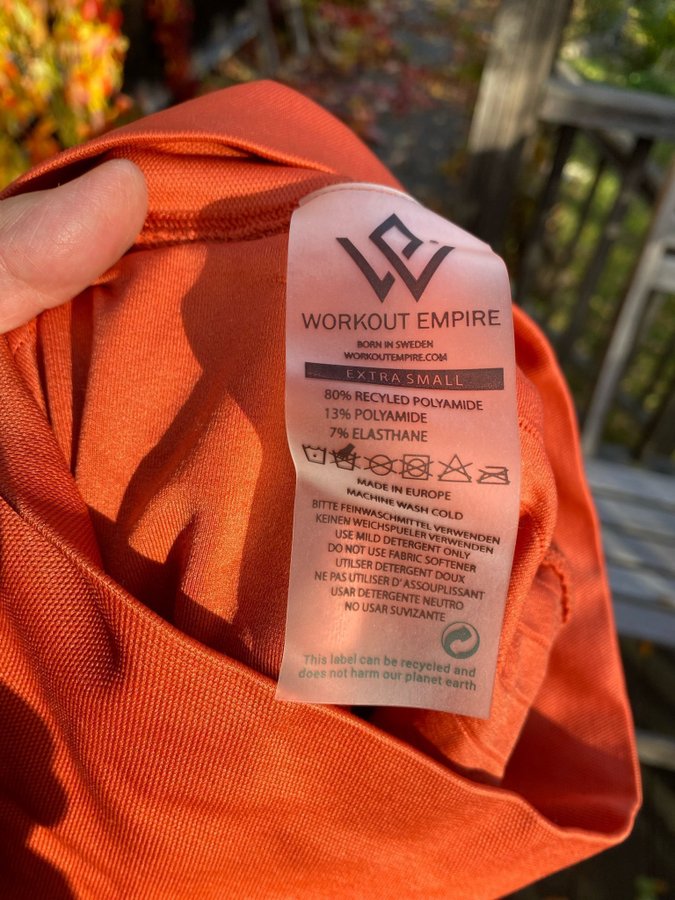 WORKOUT EMPIRE
BORN IN SWEDEN
WORKOUTEMPIRE.COM
EXTRA SMALL
80% RECYLED POLYAMIDE
13% POLYAMIDE
7% ELASTHANE
MADE IN EUROPE
MACHINE WASH COLD
BITTE FEINWASCHMITTEL VERWENDEN
KEINEN WEICHSPUELER VERWENDEN
USE MILD DETERGENT ONLY
DO NOT USE FABRIC SOFTENER
UTILSER DETERGENT DOUX
NE PAS UTILISER D'ASSOUPLISSANT
USAR DETERGENTE NEUTRO
NO USAR SUVIZANTE
This label can be recycled and
does not harm our planet earth